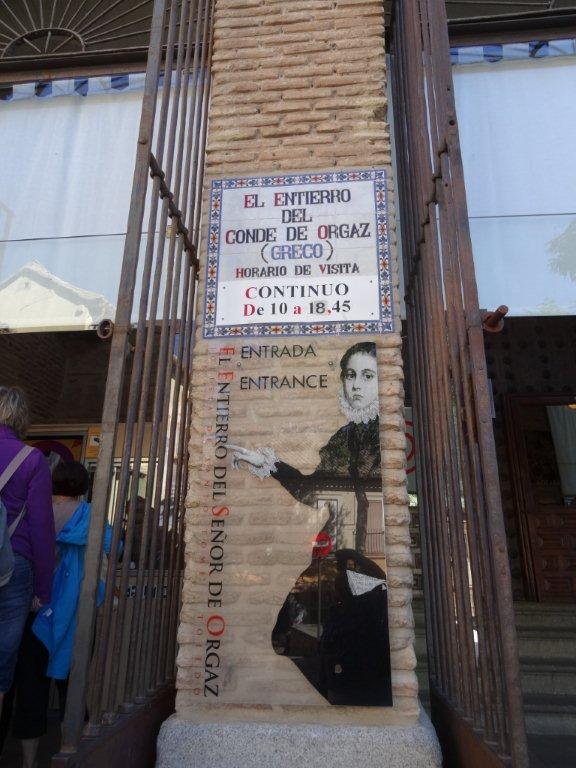 El Entierro
del
Conde de Orgaz
(Greco)
Horario de Visita
Continuo
De 10 a 18,45
ENTRADA
ENTRANCE
El Entierro del Señor de Orgaz